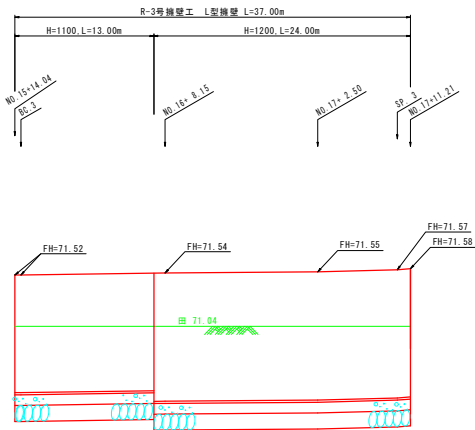 R-3号擁壁工 L型擁壁 L=37.00m
H=1100,L=13.00m
H=1200,L=24.00m
NO.15+14.04
BC.3
NO.16+ 8.15
NO.17+ 2.50
SP. 3
NO.17+11.21
FH=71.52
FH=71.54
FH=71.55
FH=71.57
FH=71.58
田 71.04